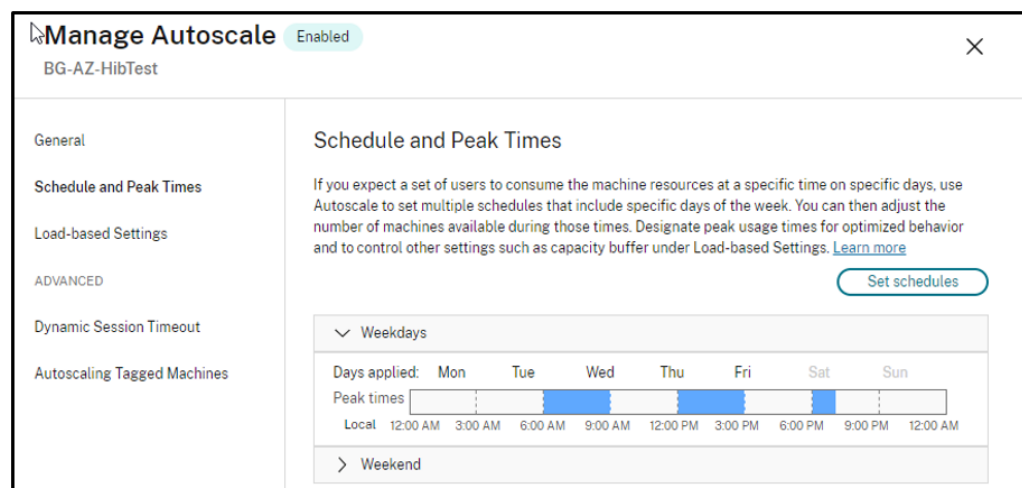 Manage Autoscale Enabled
BG-AZ-HibTest
General
Schedule and Peak Times
Load-based Settings
ADVANCED
Dynamic Session Timeout
Autoscaling Tagged Machines
Schedule and Peak Times
If you expect a set of users to consume the machine resources at a specific time on specific days, use
Autoscale to set multiple schedules that include specific days of the week. You can then adjust the
number of machines available during those times. Designate peak usage times for optimized behavior
and to control other settings such as capacity buffer under Load-based Settings. Learn more
Set schedules
Weekdays
Days applied: Mon Tue Wed Thu Fri Sat Sun
Peak times
Local 12:00 AM 3:00 AM 6:00 AM 9:00 AM 12:00 PM 3:00 PM 6:00 PM 9:00 PM 12:00 AM
Weekend